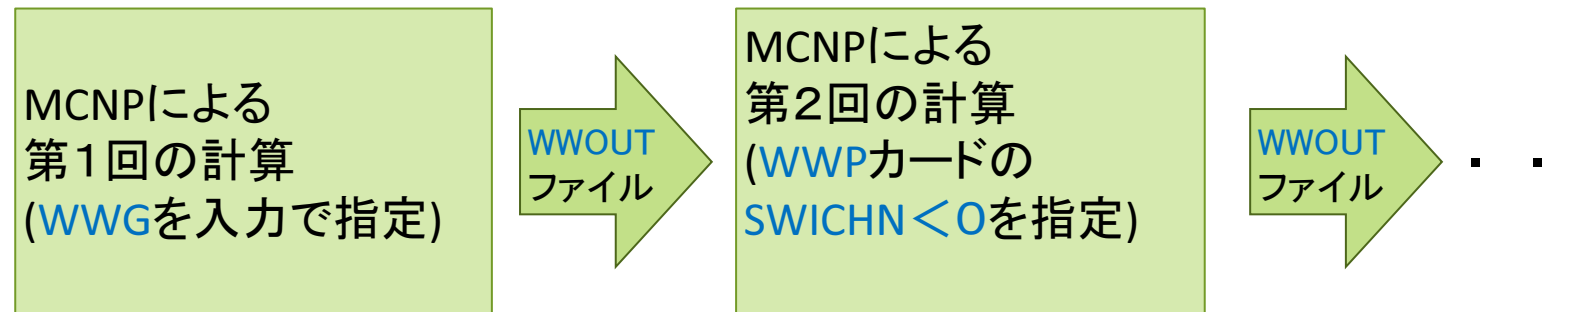 MCNPによる
第１回の計算
(WWGを入力で指定)
WWOUT
ファイル
MCNPによる
第２回の計算
(WWPカードの
SWICHN＜0を指定)
WWOUT
ファイル
・・